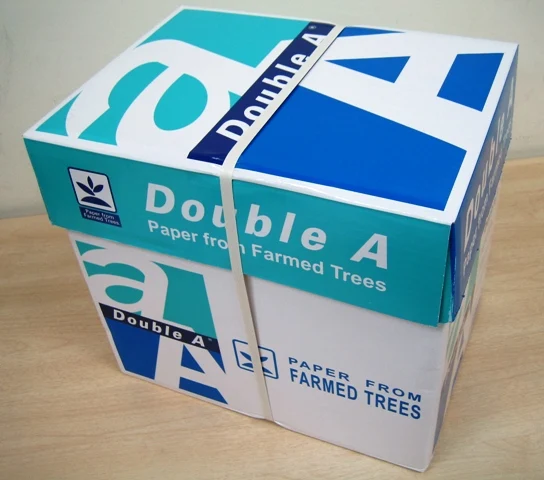 a
Double A
A
Paper from
Farmed Trees
Double A
Paper from Farmed Trees
a
Double A
A
PAPER FROM
FARMED TREES